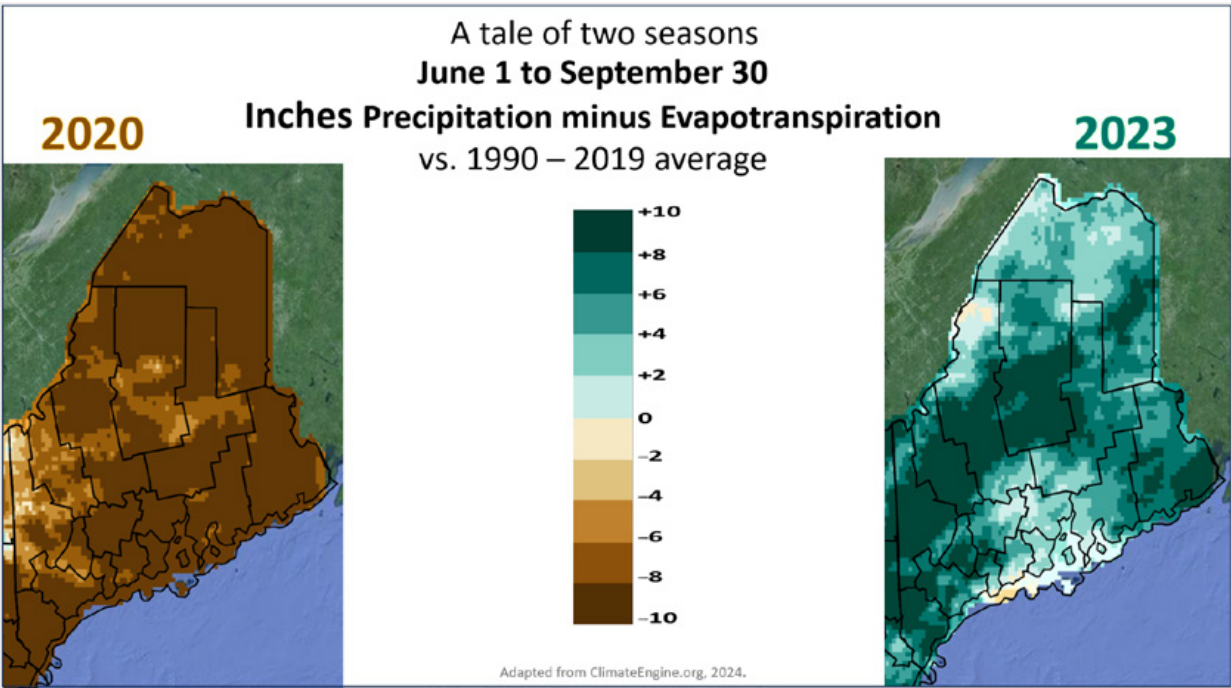 A tale of two seasons
June 1 to September 30
Inches Precipitation minus Evapotranspiration
vs. 1990 – 2019 average
2020
2023
+10
+8
+6
+4
+2
0
–2
–4
–6
–8
–10
Adapted from ClimateEngine.org, 2024.